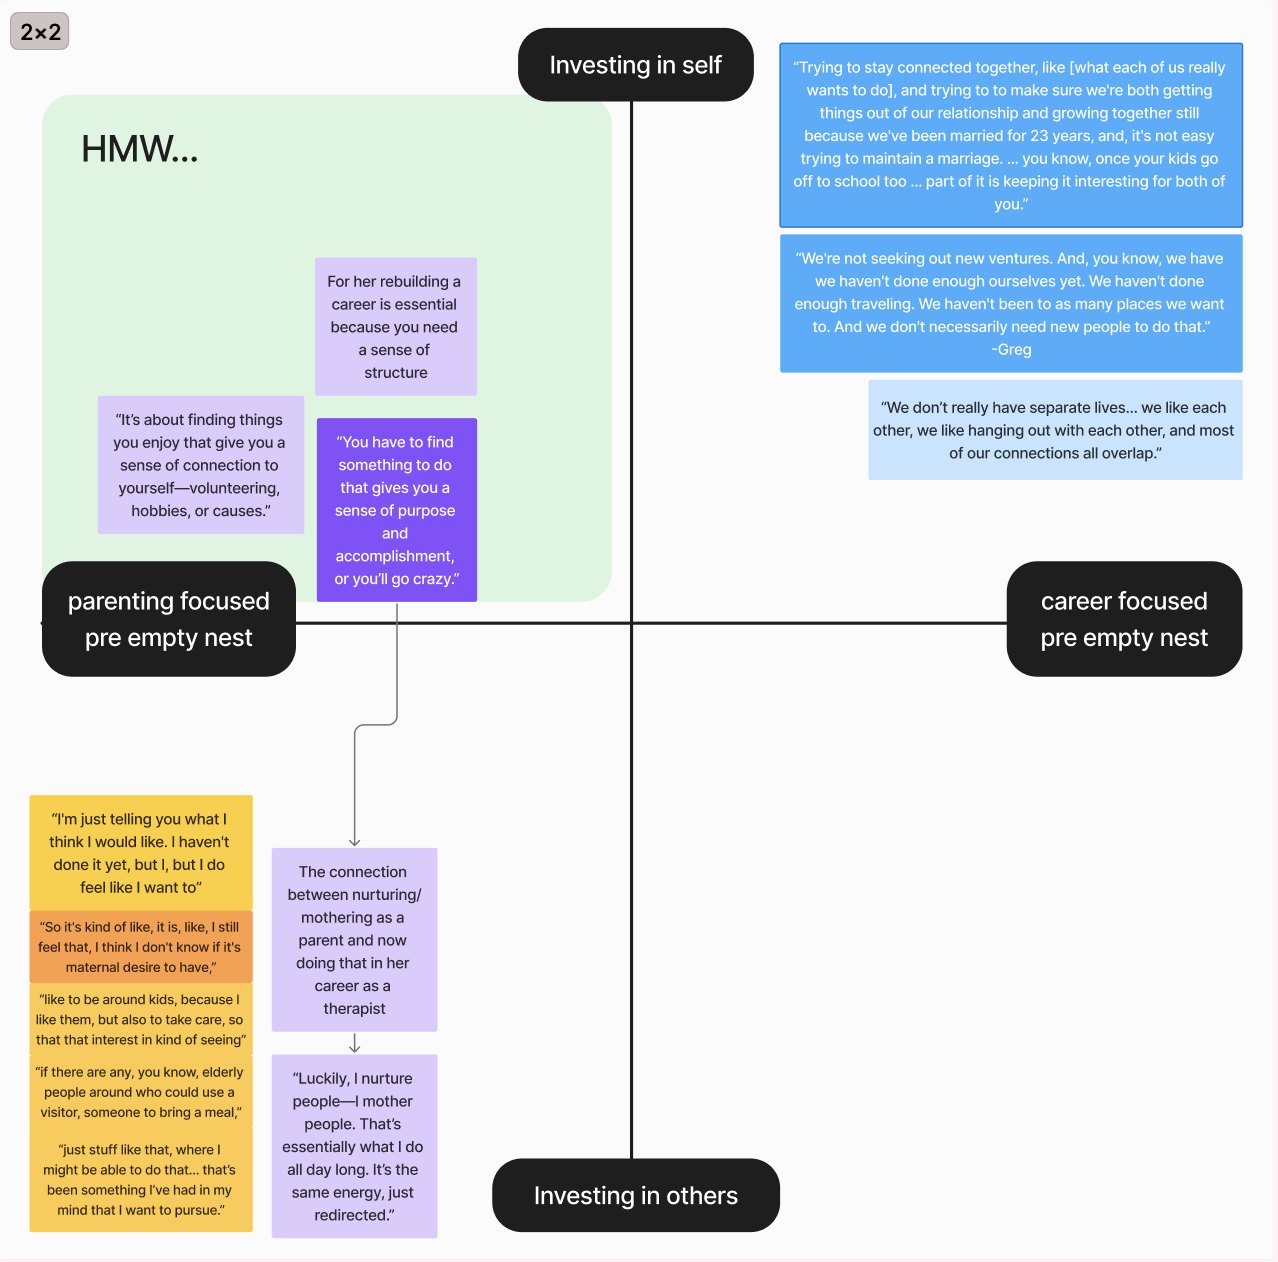 2×2
Investing in self
HMW...
“Trying to stay connected together, like [what each of us really
wants to do], and trying to to make sure we're both getting
things out of our relationship and growing together still
because we've been married for 23 years, and, it's not easy
trying to maintain a marriage. ... you know, once your kids go
off to school too ... part of it is keeping it interesting for both of
you.”
“We're not seeking out new ventures. And, you know, we have
we haven't done enough ourselves yet. We haven't done
enough traveling. We haven't been to as many places we want
to. And we don't necessarily need new people to do that.”
-Greg
“We don’t really have separate lives... we like each
other, we like hanging out with each other, and most
of our connections all overlap.”
For her rebuilding a
career is essential
because you need
a sense of
structure
“It’s about finding things
you enjoy that give you a
sense of connection to
yourself—volunteering,
hobbies, or causes.”
“You have to find
something to do
that gives you a
sense of purpose
and
accomplishment,
or you’ll go crazy.”
parenting focused
pre empty nest
career focused
pre empty nest
“I'm just telling you what I
think I would like. I haven't
done it yet, but I, but I do
feel like I want to”
“So it's kind of like, it is, like, I still
feel that, I think I don't know if it's
maternal desire to have,”
“like to be around kids, because I
like them, but also to take care, so
that that interest in kind of seeing”
“if there are any, you know, elderly
people around who could use a
visitor, someone to bring a meal,”
“just stuff like that, where I
might be able to do that... that’s
been something I’ve had in my
mind that I want to pursue.”
The connection
between nurturing/
mothering as a
parent and now
doing that in her
career as a
therapist
“Luckily, I nurture
people—I mother
people. That’s
essentially what I do
all day long. It’s the
same energy, just
redirected.”
Investing in others